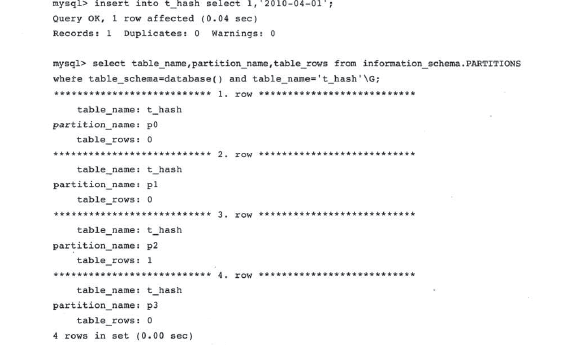 mysql> insert into t_hash select 1,'2010-04-01';
Query OK, 1 row affected (0.04 sec)
Records: 1  Duplicates: 0  Warnings: 0
mysql> select table_name,partition_name,table_rows from information_schema.PARTITIONS
where table_schema=database() and table_name='t_hash'\G;
*************************** 1. row ***************************
table_name: t_hash
partition_name: p0
table_rows: 0
*************************** 2. row ***************************
table_name: t_hash
partition_name: p1
table_rows: 0
*************************** 3. row ***************************
table_name: t_hash
partition_name: p2
table_rows: 1
*************************** 4. row ***************************
table_name: t_hash
partition_name: p3
table_rows: 0
4 rows in set (0.00 sec)